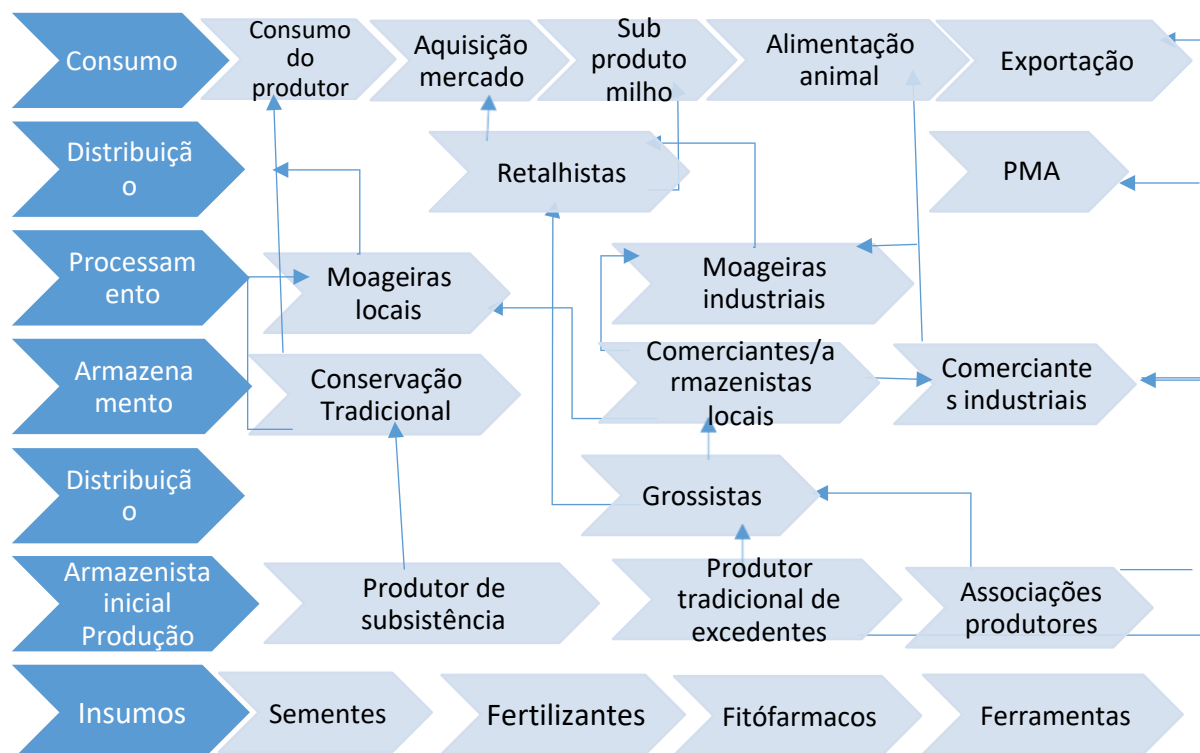 Consumo
Consumo
do
produtor
Aquisição
mercado
Sub
produto
milho
Alimentação
animal
Exportação
Distribuiçã
o
Retalhistas
PMA
Processam
ento
Moageiras
locais
Moageiras
industriais
Armazena
mento
Conservação
Tradicional
Comerciantes/a
rmazenistas
locais
Comerciante
s industriais
Distribuiçã
o
Grossistas
Armazenista
inicial
Produção
Produtor de
subsistência
Produtor
tradicional de
excedentes
Associações
produtores
Insumos
Sementes
Fertilizantes
Fitófarmacos
Ferramentas